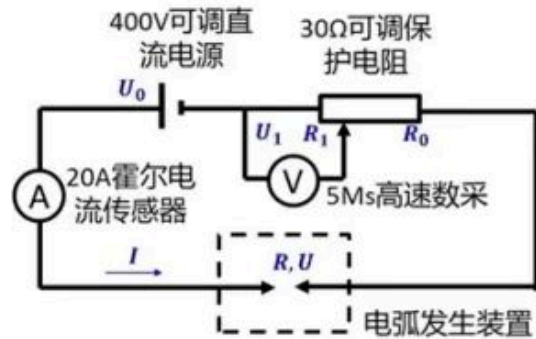 400V可调直
流电源
30Ω可调保
护电阻
U₀
U₁
R₁
R₀
V
5Ms高速数采
A
20A霍尔电
流传感器
I
R, U
电弧发生装置